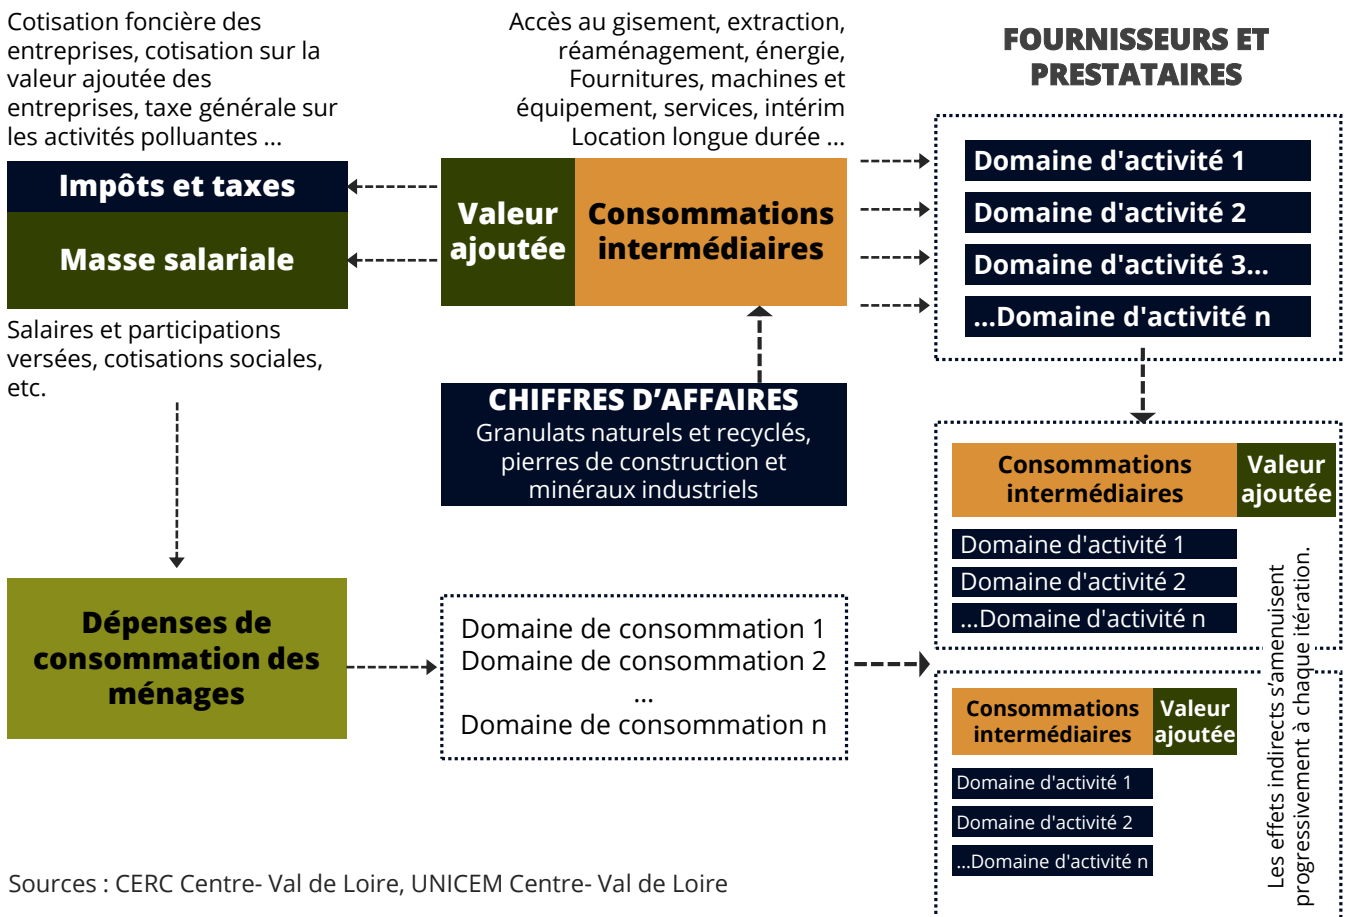 Cotisation foncière des
entreprises, cotisation sur la
valeur ajoutée des
entreprises, taxe générale sur
les activités polluantes ...
Impôts et taxes
Masse salariale
Salaires et participations
versées, cotisations sociales,
etc.
Accès au gisement, extraction,
réaménagement, énergie,
Fournitures, machines et
équipement, services, intérim
Location longue durée ...
Valeur
ajoutée
Consommations
intermédiaires
CHIFFRES D’AFFAIRES
Granulats naturels et recyclés,
pierres de construction et
minéraux industriels
FOURNISSEURS ET
PRESTATAIRES
Domaine d'activité 1
Domaine d'activité 2
Domaine d'activité 3...
...Domaine d'activité n
Consommations
intermédiaires
Valeur
ajoutée
Domaine d'activité 1
Domaine d'activité 2
...Domaine d'activité n
Dépenses de
consommation des
ménages
Domaine de consommation 1
Domaine de consommation 2
...
Domaine de consommation n
Consommations
intermédiaires
Valeur
ajoutée
Domaine d'activité 1
Domaine d'activité 2
...Domaine d'activité n
Les effets indirects s’amenuisent
progressivement à chaque itération.
Sources : CERC Centre- Val de Loire, UNICEM Centre- Val de Loire